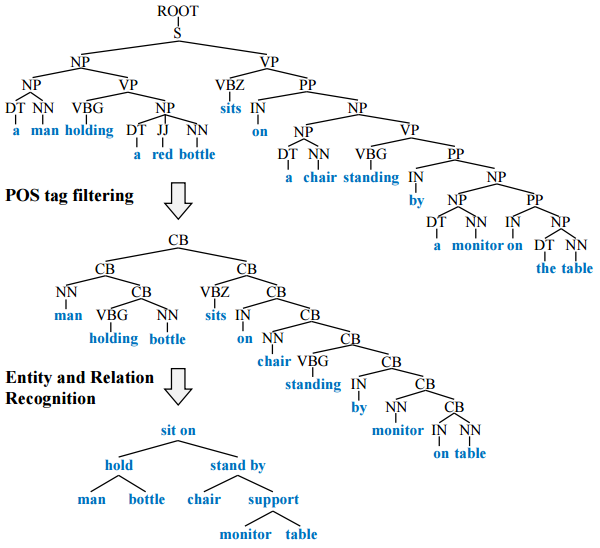 ROOT
S
NP VP
NP VP VBZ PP
DT NN VBG NP sits IN NP
a man holding DT JJ NN on NP VP
a red bottle DT NN VBG PP
a chair standing IN NP
POS tag filtering by NP PP
DT NN IN NP
CB a monitor on DT NN
the table
CB CB
NN CB VBZ CB
man VBG NN sits IN CB
holding bottle on NN CB
chair VBG CB
Entity and Relation standing IN CB
Recognition by NN CB
monitor IN NN
sit on on table
hold stand by
man bottle chair support
monitor table